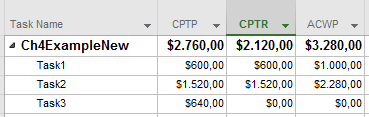 Task Name CPTP CPTR ACWP
Ch4ExampleNew $2.760,00 $2.120,00 $3.280,00
Task1 $600,00 $600,00 $1.000,00
Task2 $1.520,00 $1.520,00 $2.280,00
Task3 $640,00 $0,00 $0,00